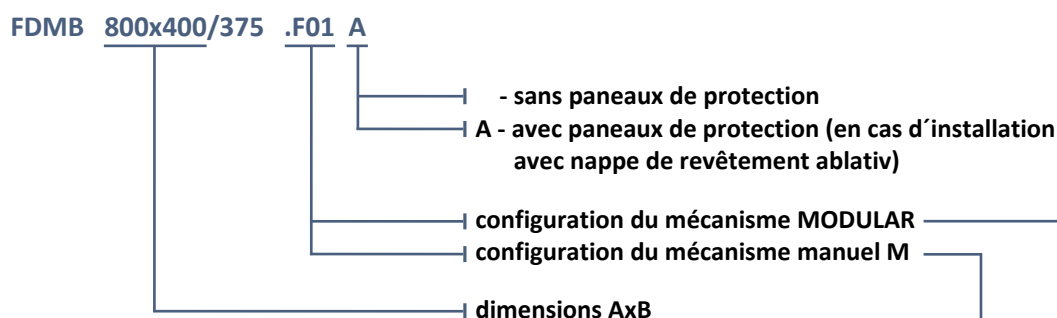 FDMB 800x400/375 .F01 A
- sans paneaux de protection
A - avec paneaux de protection (en cas d´installation
avec nappe de revêtement ablativ)
configuration du mécanisme MODULAR
configuration du mécanisme manuel M
dimensions AxB